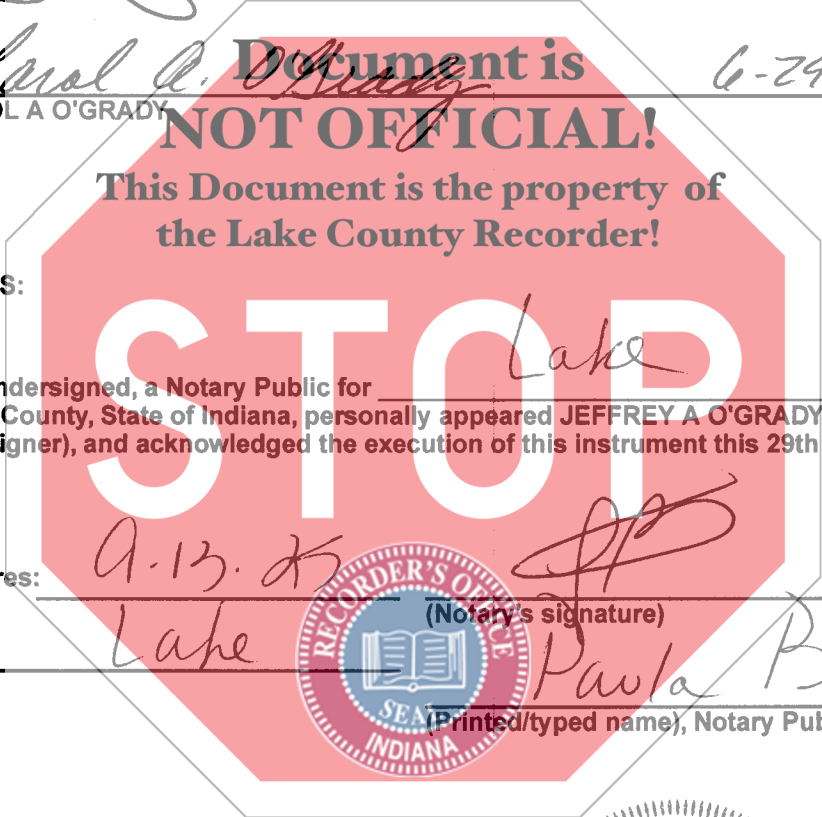 Carol A. O'Grady 6-29
L A O'GRADY
Document is
NOT OFFICIAL!
This Document is the property of
the Lake County Recorder!
S:
STOP
Lake
ndersigned, a Notary Public for
County, State of Indiana, personally appeared JEFFREY A O'GRADY
igner), and acknowledged the execution of this instrument this 29th
es: 9.13.25
(Notary's signature)
Lake
Paula B
(Printed/typed name), Notary Pub
RECORDER'S OFFICE
SEAL
INDIANA